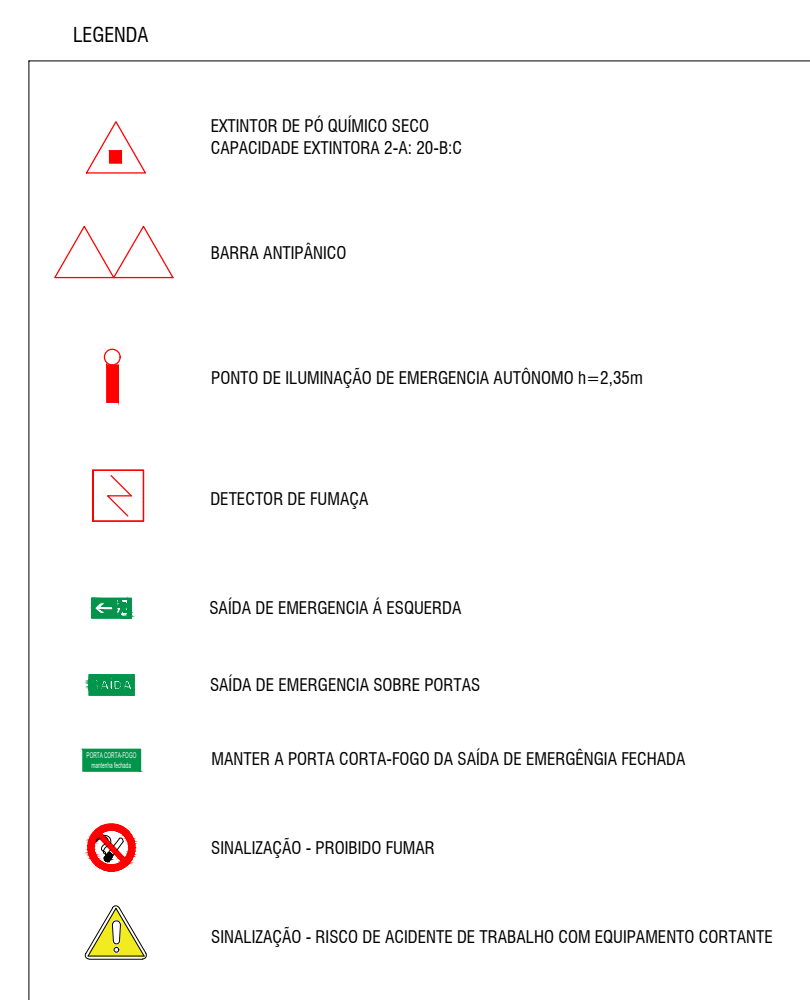 LEGENDA
EXTINTOR DE PÓ QUÍMICO SECO
CAPACIDADE EXTINTORA 2-A: 20-B:C
BARRA ANTIPÂNICO
PONTO DE ILUMINAÇÃO DE EMERGENCIA AUTÔNOMO h=2,35m
DETECTOR DE FUMAÇA
SAÍDA DE EMERGENCIA Á ESQUERDA
SAIDA
SAÍDA DE EMERGENCIA SOBRE PORTAS
PORTA CORTA-FOGO
mantenha fechada
MANTER A PORTA CORTA-FOGO DA SAÍDA DE EMERGÊNGIA FECHADA
SINALIZAÇÃO - PROIBIDO FUMAR
SINALIZAÇÃO - RISCO DE ACIDENTE DE TRABALHO COM EQUIPAMENTO CORTANTE